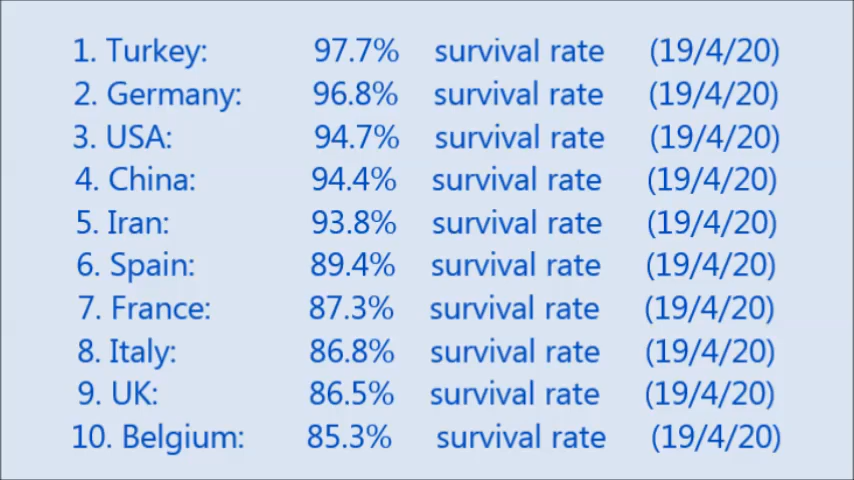 1. Turkey: 97.7% survival rate (19/4/20)
2. Germany: 96.8% survival rate (19/4/20)
3. USA: 94.7% survival rate (19/4/20)
4. China: 94.4% survival rate (19/4/20)
5. Iran: 93.8% survival rate (19/4/20)
6. Spain: 89.4% survival rate (19/4/20)
7. France: 87.3% survival rate (19/4/20)
8. Italy: 86.8% survival rate (19/4/20)
9. UK: 86.5% survival rate (19/4/20)
10. Belgium: 85.3% survival rate (19/4/20)